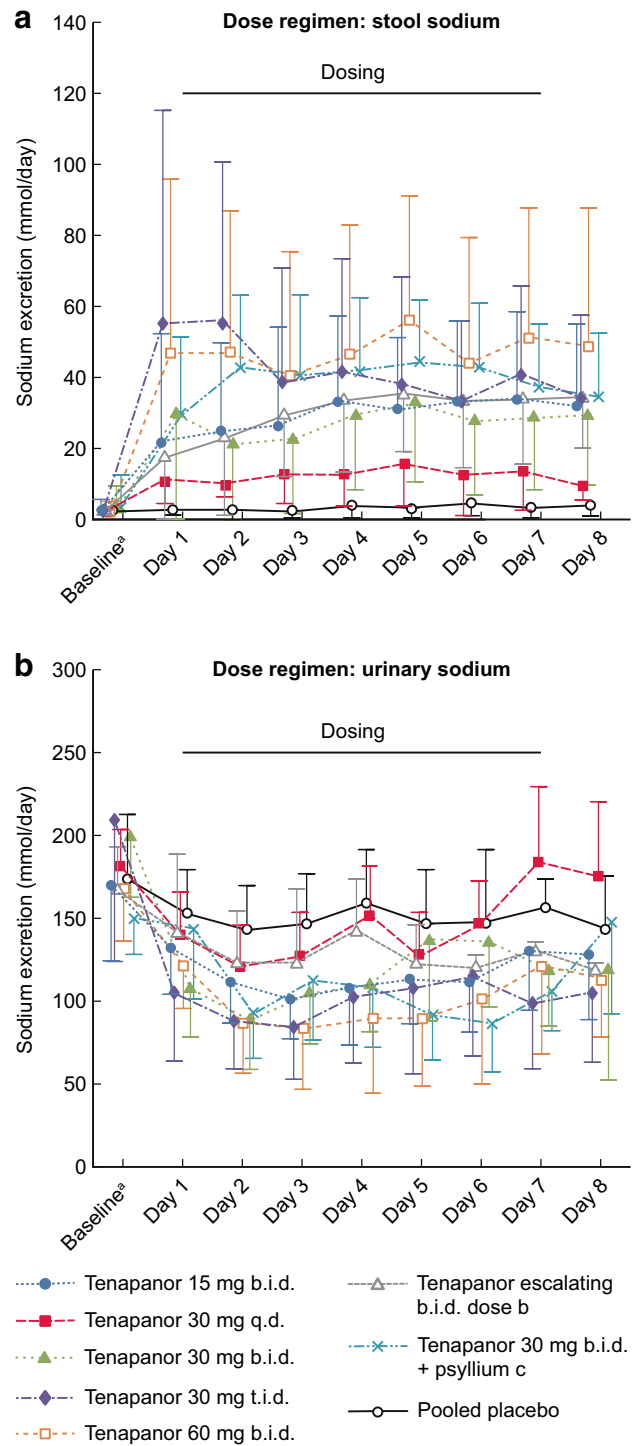 a
Dose regimen: stool sodium
140
120
100
80
60
40
20
0
Sodium excretion (mmol/day)
Dosing
Baselineª
Day 1
Day 2
Day 3
Day 4
Day 5
Day 6
Day 7
Day 8
b
Dose regimen: urinary sodium
300
250
200
150
100
50
0
Sodium excretion (mmol/day)
Dosing
Baselineª
Day 1
Day 2
Day 3
Day 4
Day 5
Day 6
Day 7
Day 8
Tenapanor 15 mg b.i.d.
Tenapanor 30 mg q.d.
Tenapanor 30 mg b.i.d.
Tenapanor 30 mg t.i.d.
Tenapanor 60 mg b.i.d.
Tenapanor escalating
b.i.d. dose b
Tenapanor 30 mg b.i.d.
+ psyllium c
Pooled placebo